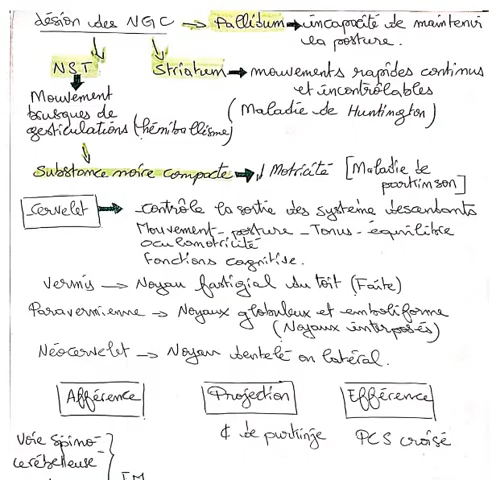 Lésion des NGC → Pallidum → incapacité de maintenir
la posture.
NST
Striatum → mouvements rapides continus
et incontrôlables
(Maladie de Huntington)
Mouvement
brusques de
gesticulations (hémiballisme)
Substance noire compacte → ↓ Motricité [Maladie de
parkinson]
Cervelet → contrôle la sortie des système descendants
Mouvement - posture - Tonus - équilibre
oculomotricité
Fonctions cognitive.
Vermis → Noyau fastigial du toit (Faite)
Paravermienne → Noyaux globuleux et emboliforme
(Noyaux interposés)
Néocervelet → Noyau dentelé ou latéral.
Afférence
Projection
Efférence
¢ de purkinje
PCS croisé
Voie Spino-
cérébelleuse